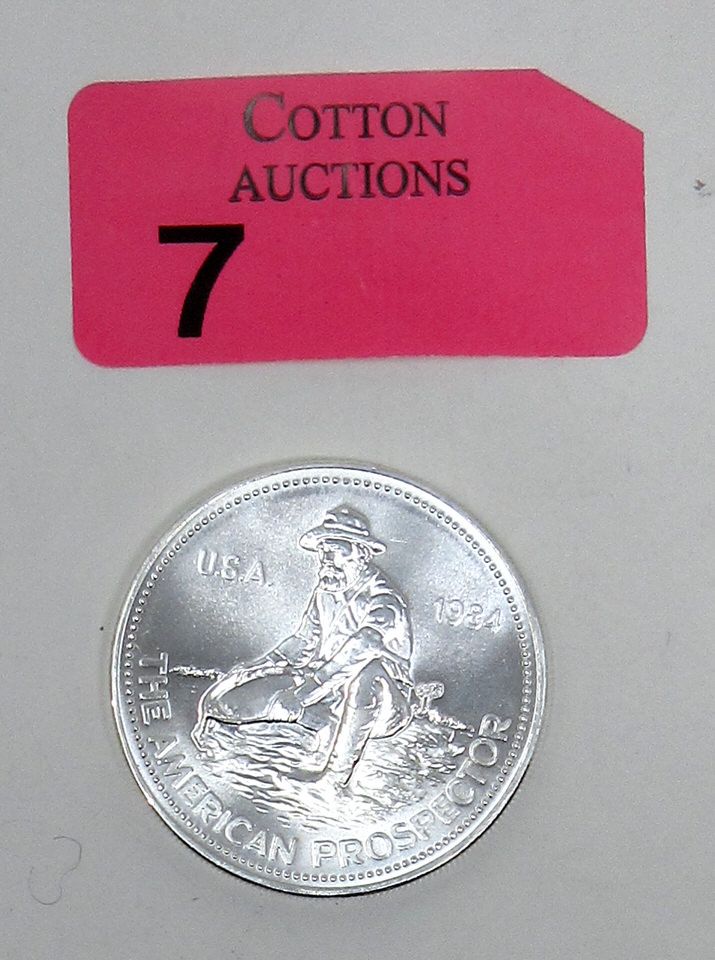 COTTON
AUCTIONS
7
U.S.A.
1984
THE AMERICAN PROSPECTOR